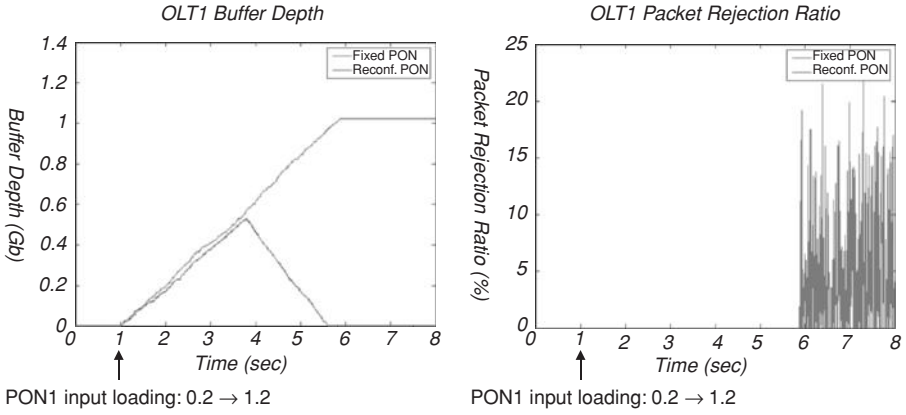 OLT1 Buffer Depth
1.4
1.2
1
0.8
0.6
0.4
0.2
0
Buffer Depth (Gb)
Fixed PON
Reconf. PON
0 1 2 3 4 5 6 7 8
Time (sec)
PON1 input loading: 0.2 → 1.2
OLT1 Packet Rejection Ratio
25
20
15
10
5
0
Packet Rejection Ratio (%)
Fixed PON
Reconf. PON
0 1 2 3 4 5 6 7 8
Time (sec)
PON1 input loading: 0.2 → 1.2